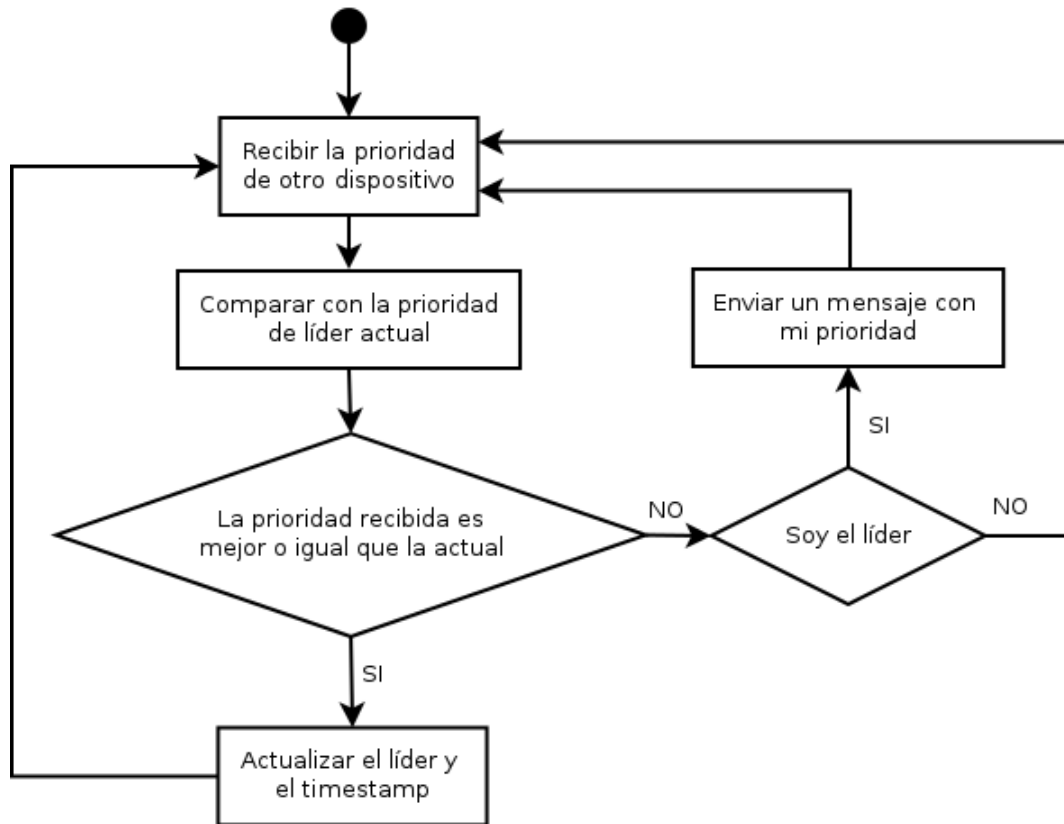 Recibir la prioridad
de otro dispositivo
Comparar con la prioridad
de líder actual
Enviar un mensaje con
mi prioridad
SI
La prioridad recibida es
mejor o igual que la actual
NO
Soy el líder
NO
SI
Actualizar el líder y
el timestamp